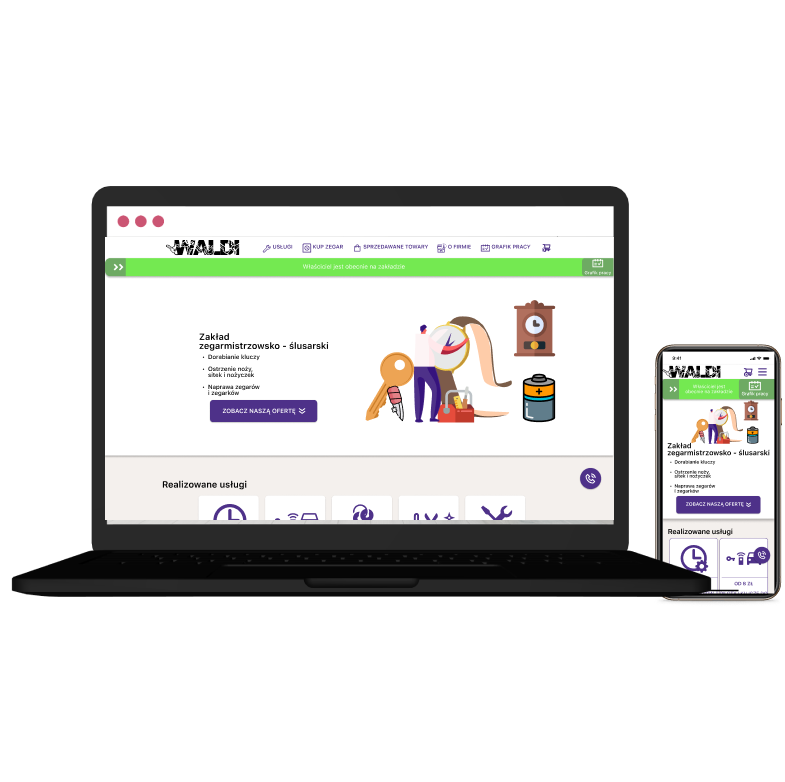 WALDI
USŁUGI
KUP ZEGAR
SPRZEDAWANE TOWARY
O FIRMIE
GRAFIK PRACY
Właściciel jest obecnie na zakładzie
Grafik pracy
Zakład
zegarmistrzowsko - ślusarski
• Dorabianie kluczy
• Ostrzenie noży,
sitek i nożyczek
• Naprawa zegarów
i zegarków
ZOBACZ NASZĄ OFERTĘ
Realizowane usługi
9:41
WALDI
Właściciel jest
obecnie na zakładzie
Grafik pracy
Zakład
zegarmistrzowsko - ślusarski
• Dorabianie kluczy
• Ostrzenie noży,
sitek i nożyczek
• Naprawa zegarów
i zegarków
ZOBACZ NASZĄ OFERTĘ
Realizowane usługi
OD 8 ZŁ